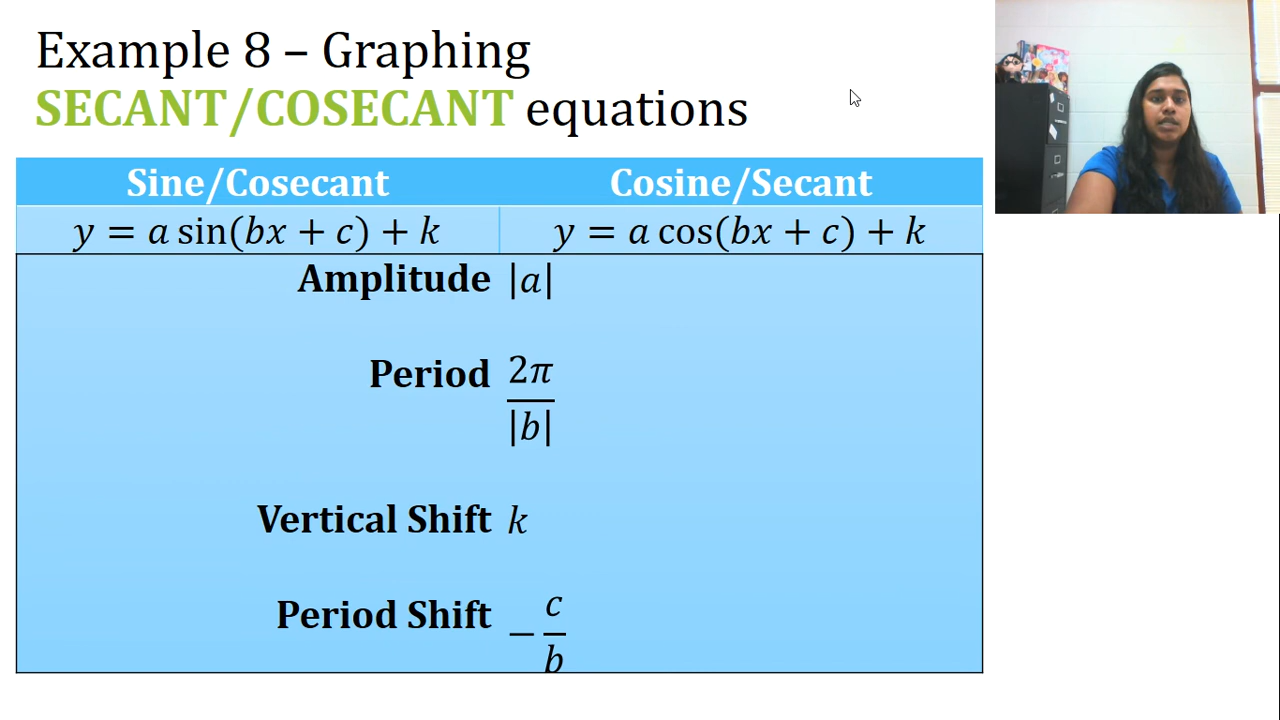 Example 8 – Graphing
SECANT/COSECANT equations
Sine/Cosecant
Cosine/Secant
y = a sin(bx + c) + k
y = a cos(bx + c) + k
Amplitude |a|
Period 2π/|b|
Vertical Shift k
Period Shift −c/b